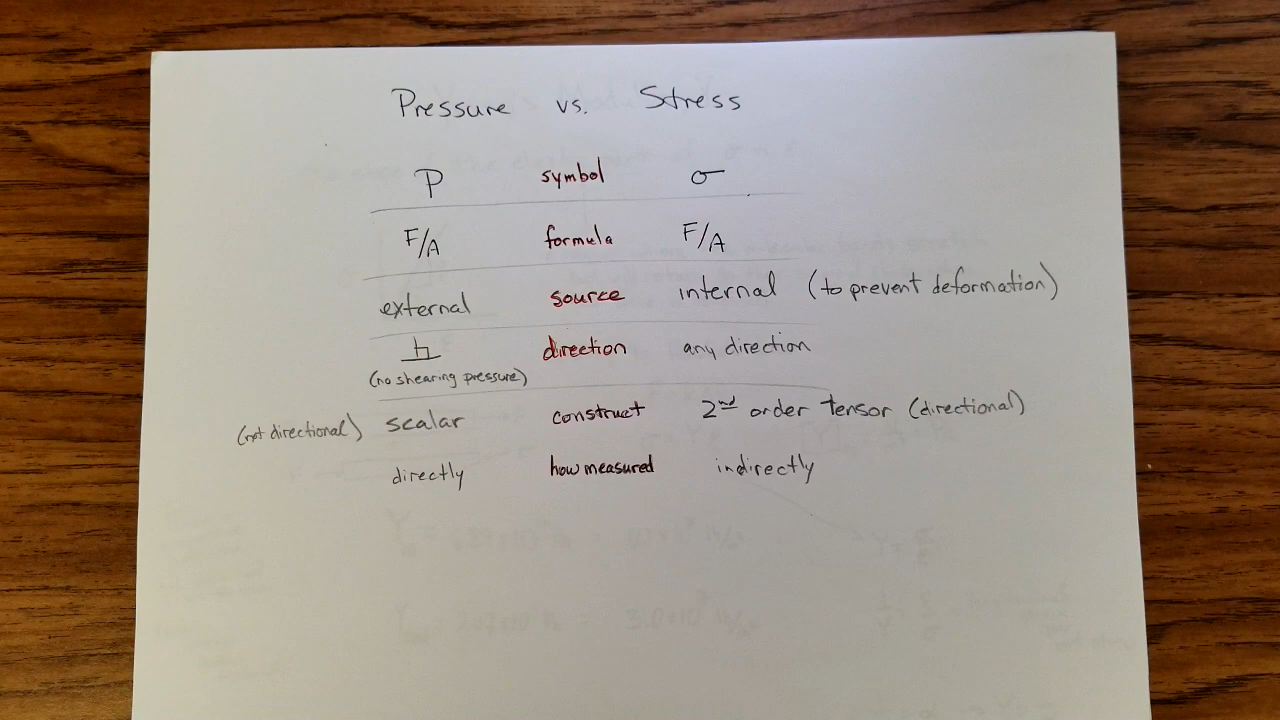 Pressure vs. Stress
P symbol σ
F/A formula F/A
external source internal (to prevent deformation)
direction any direction
(no shearing pressure)
(not directional) scalar construct 2nd order tensor (directional)
directly how measured indirectly